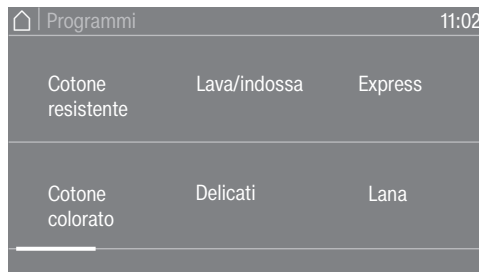 Programmi 11:02
Cotone resistente Lava/indossa Express
Cotone colorato Delicati Lana